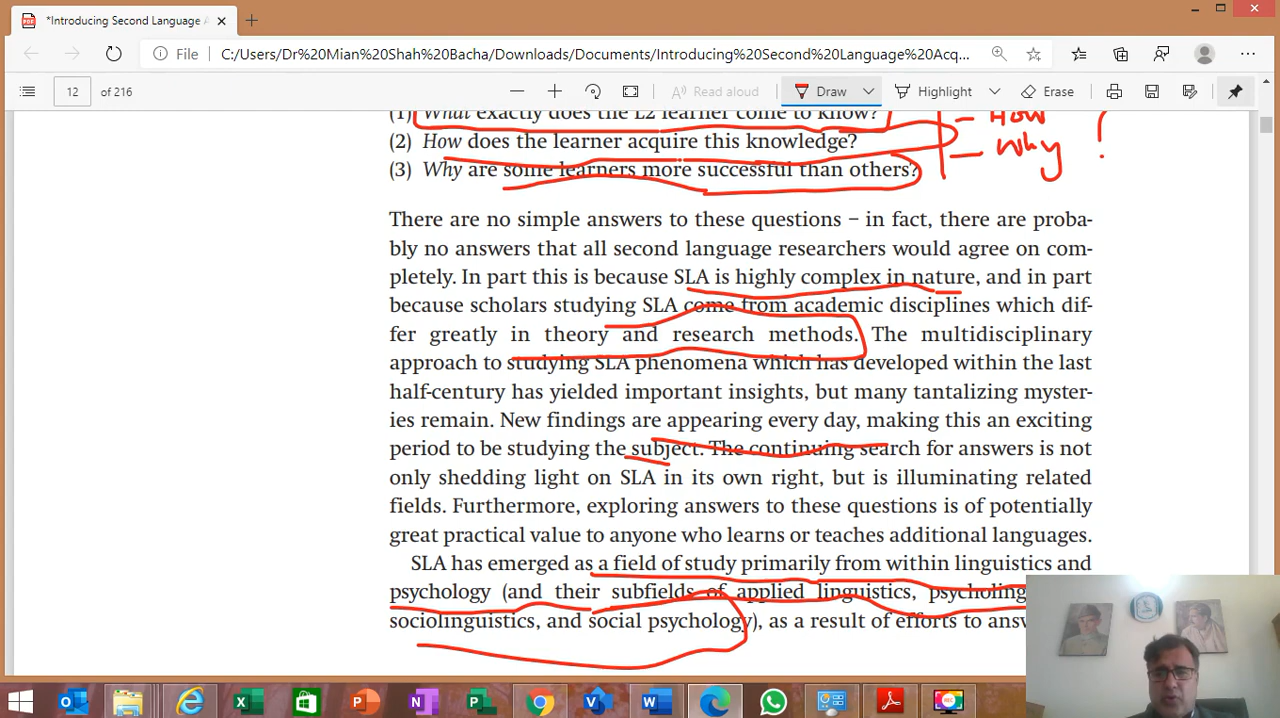 *Introducing Second Language A
File C:/Users/Dr%20Mian%20Shah%20Bacha/Downloads/Documents/Introducing%20Second%20Language%20Acq...
12 of 216 Read aloud Draw Highlight Erase
(1) What exactly does the L2 learner come to know?
- How
(2) How does the learner acquire this knowledge?
- Why ?
(3) Why are some learners more successful than others?
There are no simple answers to these questions – in fact, there are proba-
bly no answers that all second language researchers would agree on com-
pletely. In part this is because SLA is highly complex in nature, and in part
because scholars studying SLA come from academic disciplines which dif-
fer greatly in theory and research methods. The multidisciplinary
approach to studying SLA phenomena which has developed within the last
half-century has yielded important insights, but many tantalizing myster-
ies remain. New findings are appearing every day, making this an exciting
period to be studying the subject. The continuing search for answers is not
only shedding light on SLA in its own right, but is illuminating related
fields. Furthermore, exploring answers to these questions is of potentially
great practical value to anyone who learns or teaches additional languages.
SLA has emerged as a field of study primarily from within linguistics and
psychology (and their subfields of applied linguistics, psycholing
sociolinguistics, and social psychology), as a result of efforts to answ